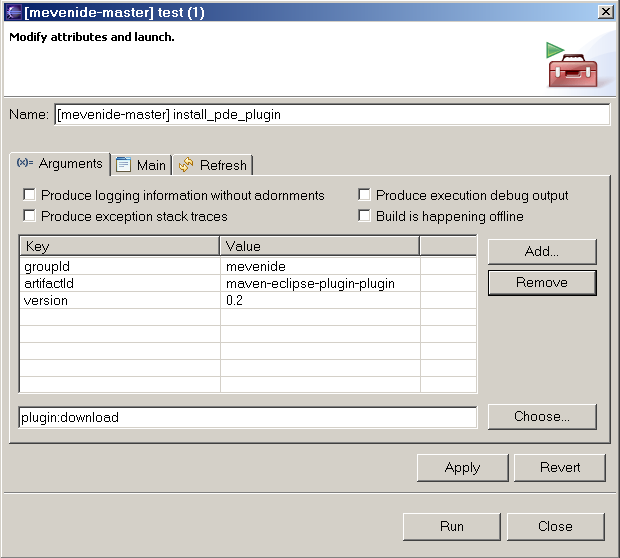 [mevenide-master] test (1)
Modify attributes and launch.
Name: [mevenide-master] install_pde_plugin
(x)= Arguments Main Refresh
Produce logging information without adornments Produce execution debug output
Produce exception stack traces Build is happening offline
Key Value
Add...
groupId mevenide
artifactId maven-eclipse-plugin-plugin
Remove
version 0.2
plugin:download Choose...
Apply Revert
Run Close